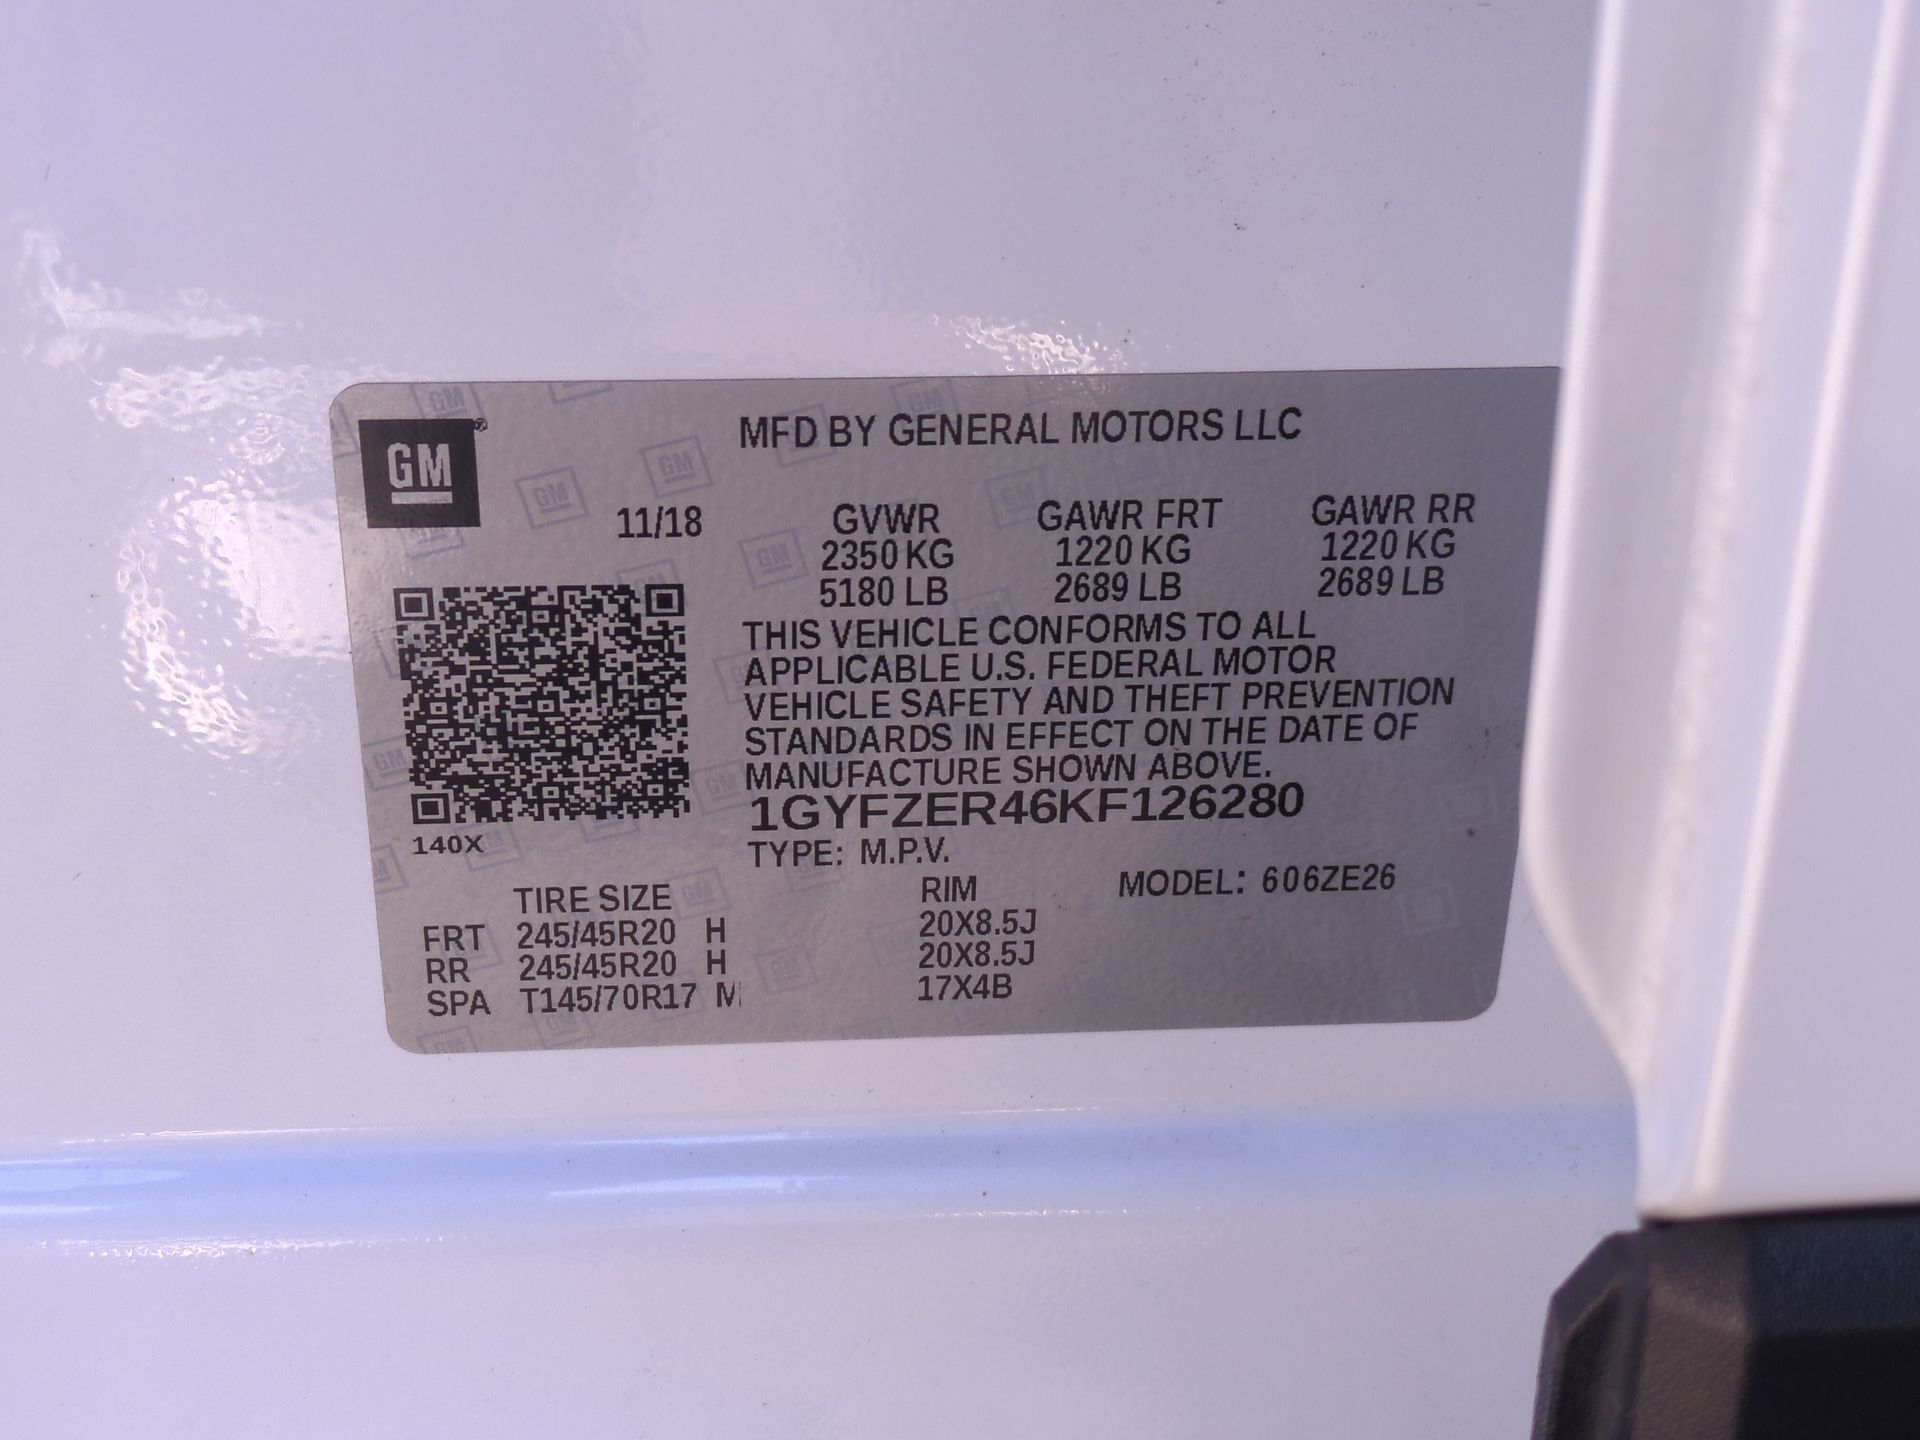 GM®
MFD BY GENERAL MOTORS LLC
11/18 GVWR GAWR FRT GAWR RR
2350 KG 1220 KG 1220 KG
5180 LB 2689 LB 2689 LB
THIS VEHICLE CONFORMS TO ALL
APPLICABLE U.S. FEDERAL MOTOR
VEHICLE SAFETY AND THEFT PREVENTION
STANDARDS IN EFFECT ON THE DATE OF
MANUFACTURE SHOWN ABOVE.
1GYFZER46KF126280
140X
TYPE: M.P.V.
TIRE SIZE RIM MODEL: 606ZE26
FRT 245/45R20 H 20X8.5J
RR 245/45R20 H 20X8.5J
SPA T145/70R17 M 17X4B